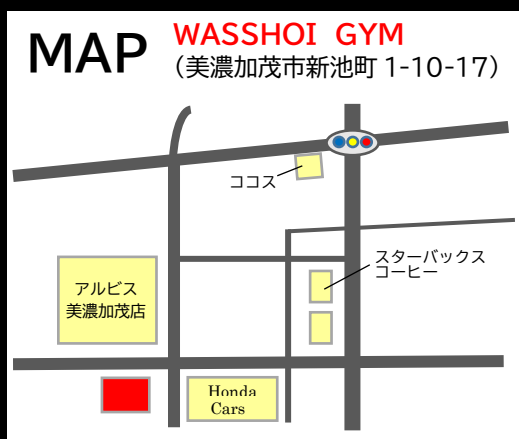 MAP
WASSHOI GYM
(美濃加茂市新池町 1-10-17)
ココス
スターバックス
コーヒー
アルビス
美濃加茂店
Honda
Cars